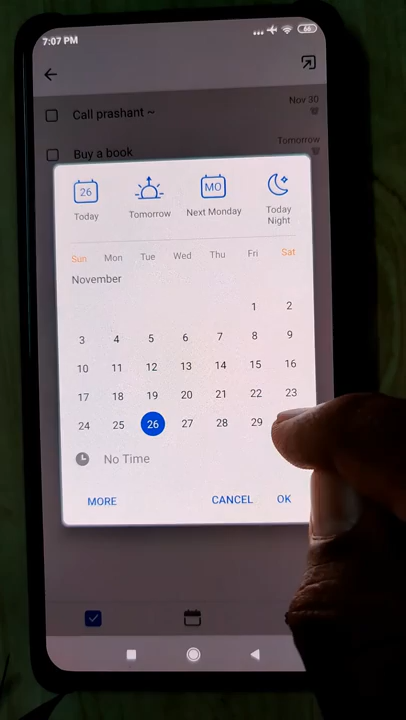 7:07 PM
66
Call prashant ~
Nov 30
Buy a book
Tomorrow
26
MO
Today
Tomorrow
Next Monday
Today
Night
Sun Mon Tue Wed Thu Fri Sat
November
1 2
3 4 5 6 7 8 9
10 11 12 13 14 15 16
17 18 19 20 21 22 23
24 25 26 27 28 29
No Time
MORE CANCEL OK